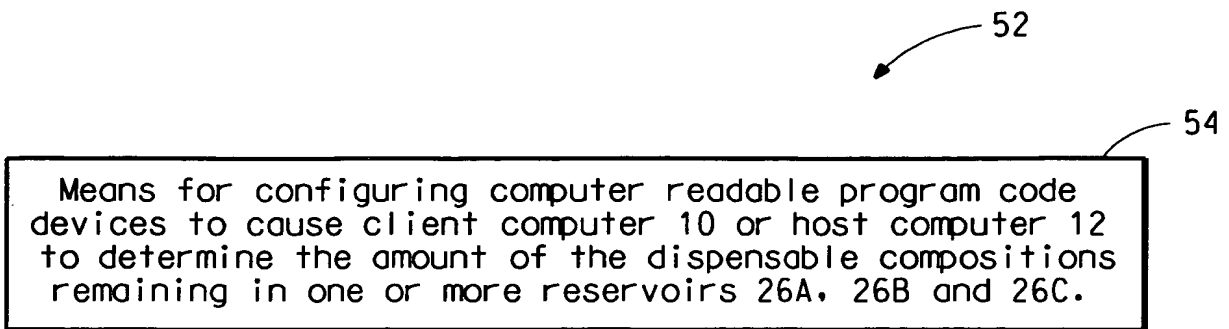 52
54
Means for configuring computer readable program code
devices to cause client computer 10 or host computer 12
to determine the amount of the dispensable compositions
remaining in one or more reservoirs 26A, 26B and 26C.